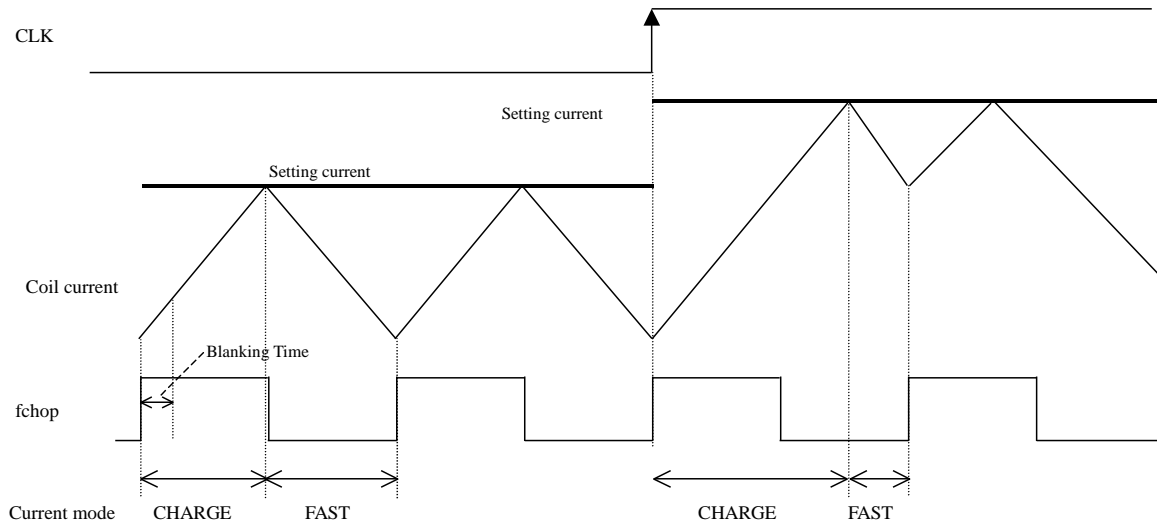 CLK
Setting current
Setting current
Coil current
Blanking Time
fchop
Current mode CHARGE FAST CHARGE FAST